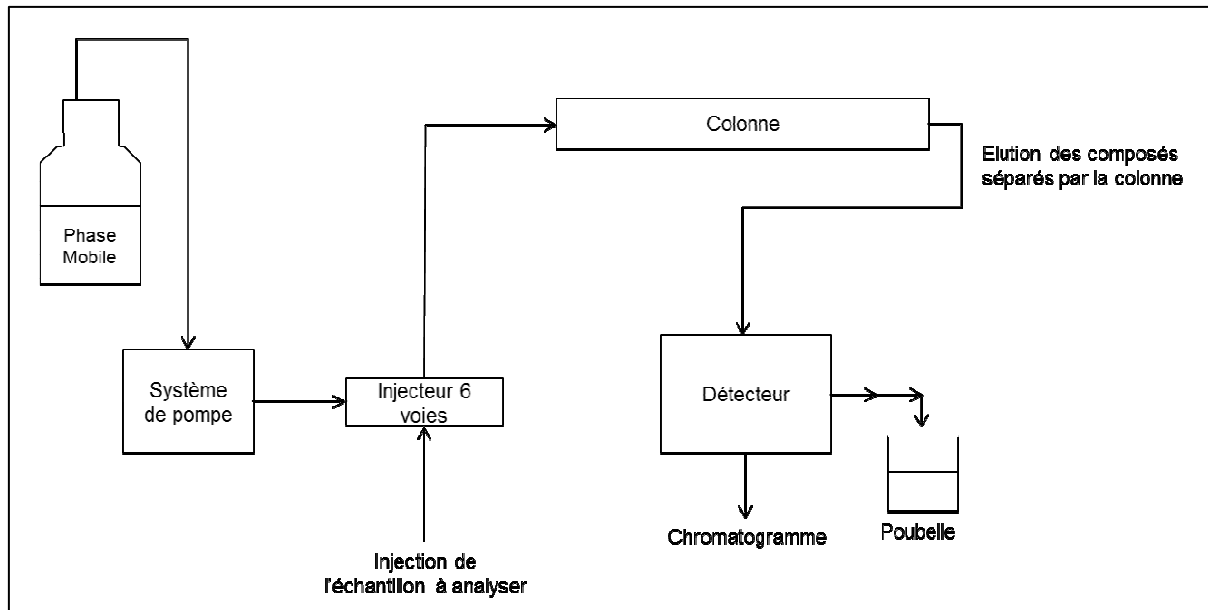 Phase
Mobile
Système
de pompe
Injecteur 6
voies
Injection de
l'échantillon à analyser
Colonne
Elution des composés
séparés par la colonne
Détecteur
Chromatogramme
Poubelle